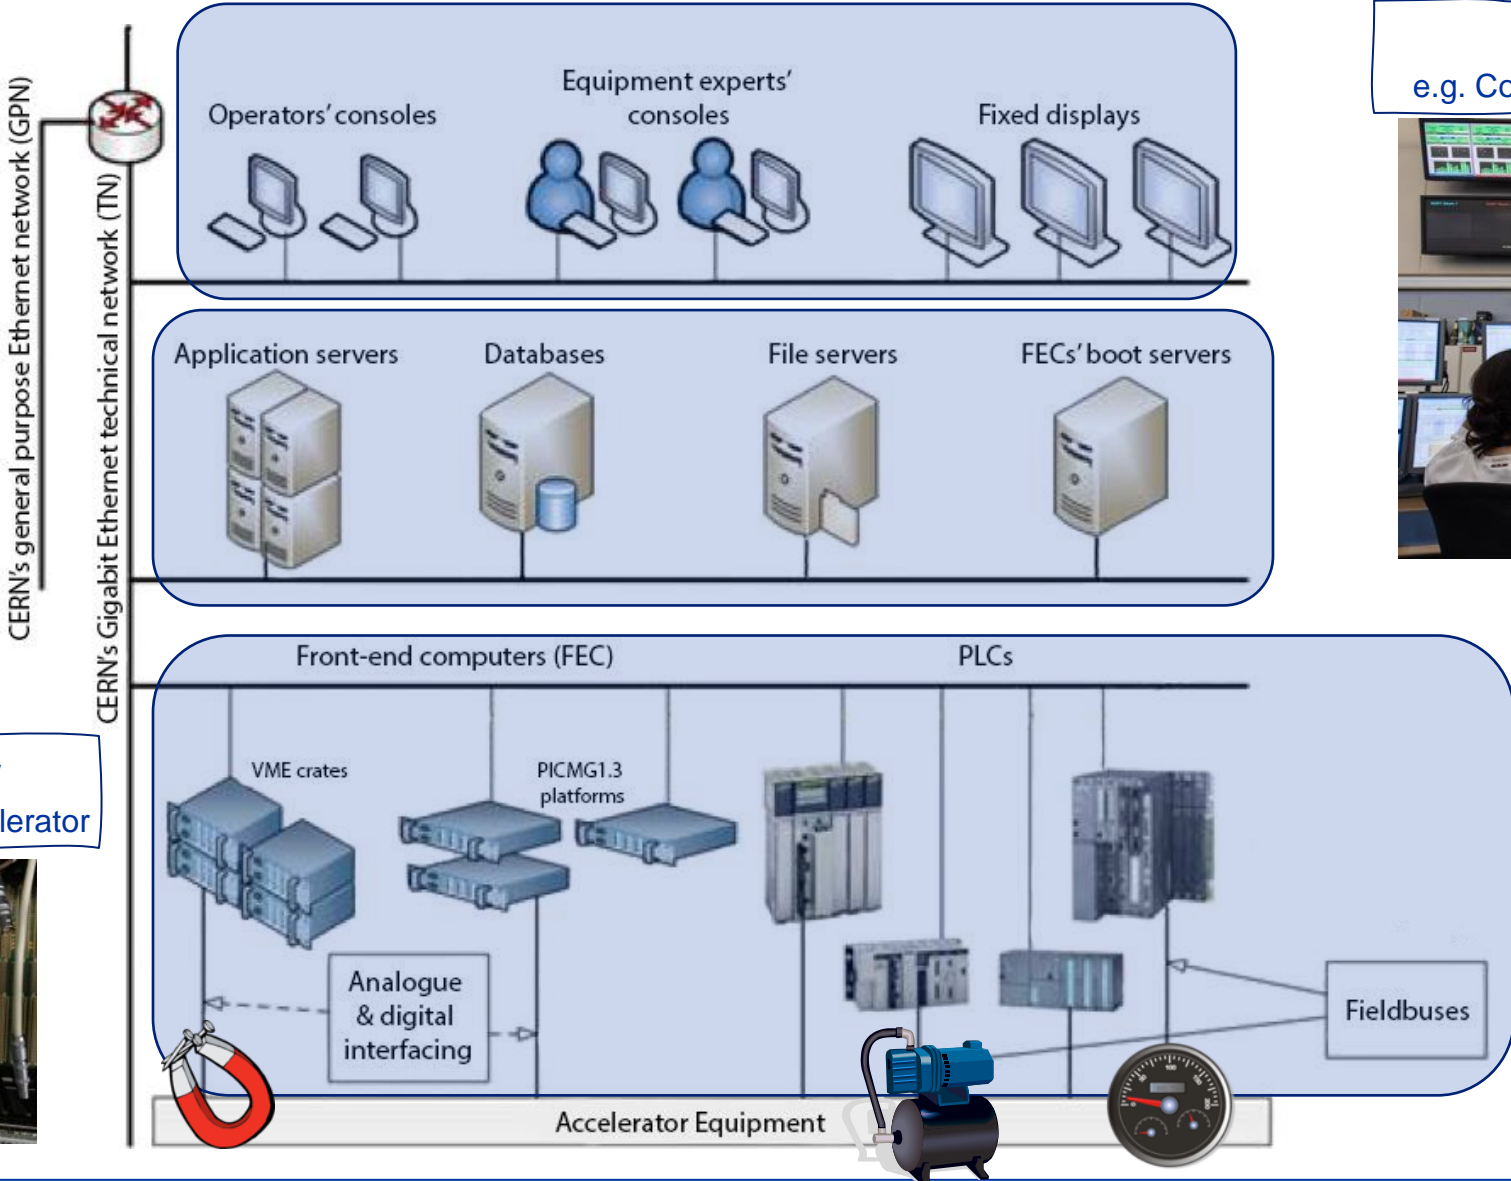 CERN's general purpose Ethernet network (GPN)
CERN's Gigabit Ethernet technical network (TN)
Operators' consoles
Equipment experts'
consoles
Fixed displays
e.g. Co
Application servers
Databases
File servers
FECs' boot servers
Front-end computers (FEC)
PLCs
VME crates
PICMG1.3
platforms
lerator
Analogue
& digital
interfacing
Fieldbuses
Accelerator Equipment